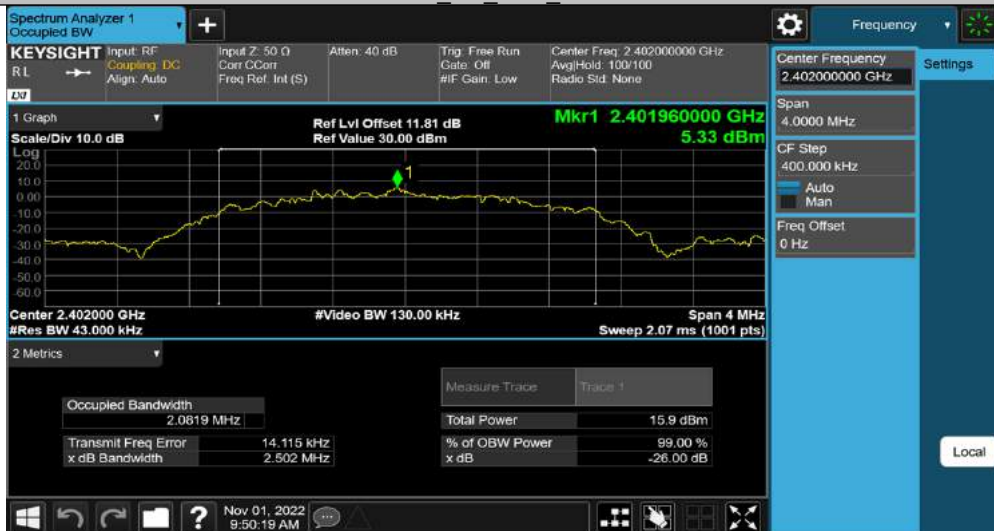 Spectrum Analyzer 1
Occupied BW
+
Frequency
KEYSIGHT
RL
LXI
Input: RF
Coupling: DC
Align: Auto
Input Z: 50 Ω
Corr CCorr
Freq Ref: Int (S)
Atten: 40 dB
Trig: Free Run
Gate: Off
#IF Gain: Low
Center Freq: 2.402000000 GHz
Avg|Hold: 100/100
Radio Std: None
1 Graph
Scale/Div 10.0 dB
Ref Lvl Offset 11.81 dB
Ref Value 30.00 dBm
Mkr1 2.401960000 GHz
5.33 dBm
Log
20.0
10.0
0.00
-10.0
-20.0
-30.0
-40.0
-50.0
-60.0
1
Center 2.402000 GHz
#Res BW 43.000 kHz
#Video BW 130.00 kHz
Span 4 MHz
Sweep 2.07 ms (1001 pts)
2 Metrics
Measure Trace Trace 1
Occupied Bandwidth
2.0819 MHz
Total Power 15.9 dBm
Transmit Freq Error 14.115 kHz
% of OBW Power 99.00 %
x dB Bandwidth 2.502 MHz
x dB -26.00 dB
Center Frequency
2.402000000 GHz
Span
4.0000 MHz
CF Step
400.000 kHz
Auto
Man
Freq Offset
0 Hz
Settings
Local
?
Nov 01, 2022
9:50:19 AM